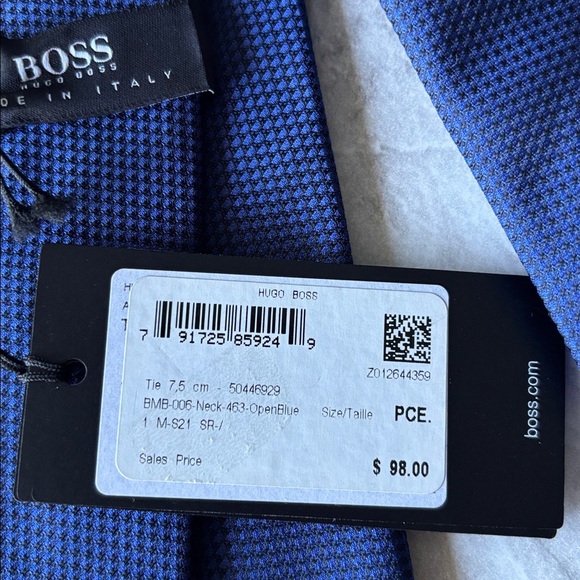 BOSS
HUGO BOSS
DE IN ITALY
H
A
T
HUGO BOSS
7 91725 85924 9
Z012644359
Tie 7,5 cm - 50446929
BMB-006-Neck-463-OpenBlue Size/Taille PCE.
1 M-S21 SR-/
Sales Price $ 98.00
boss.com